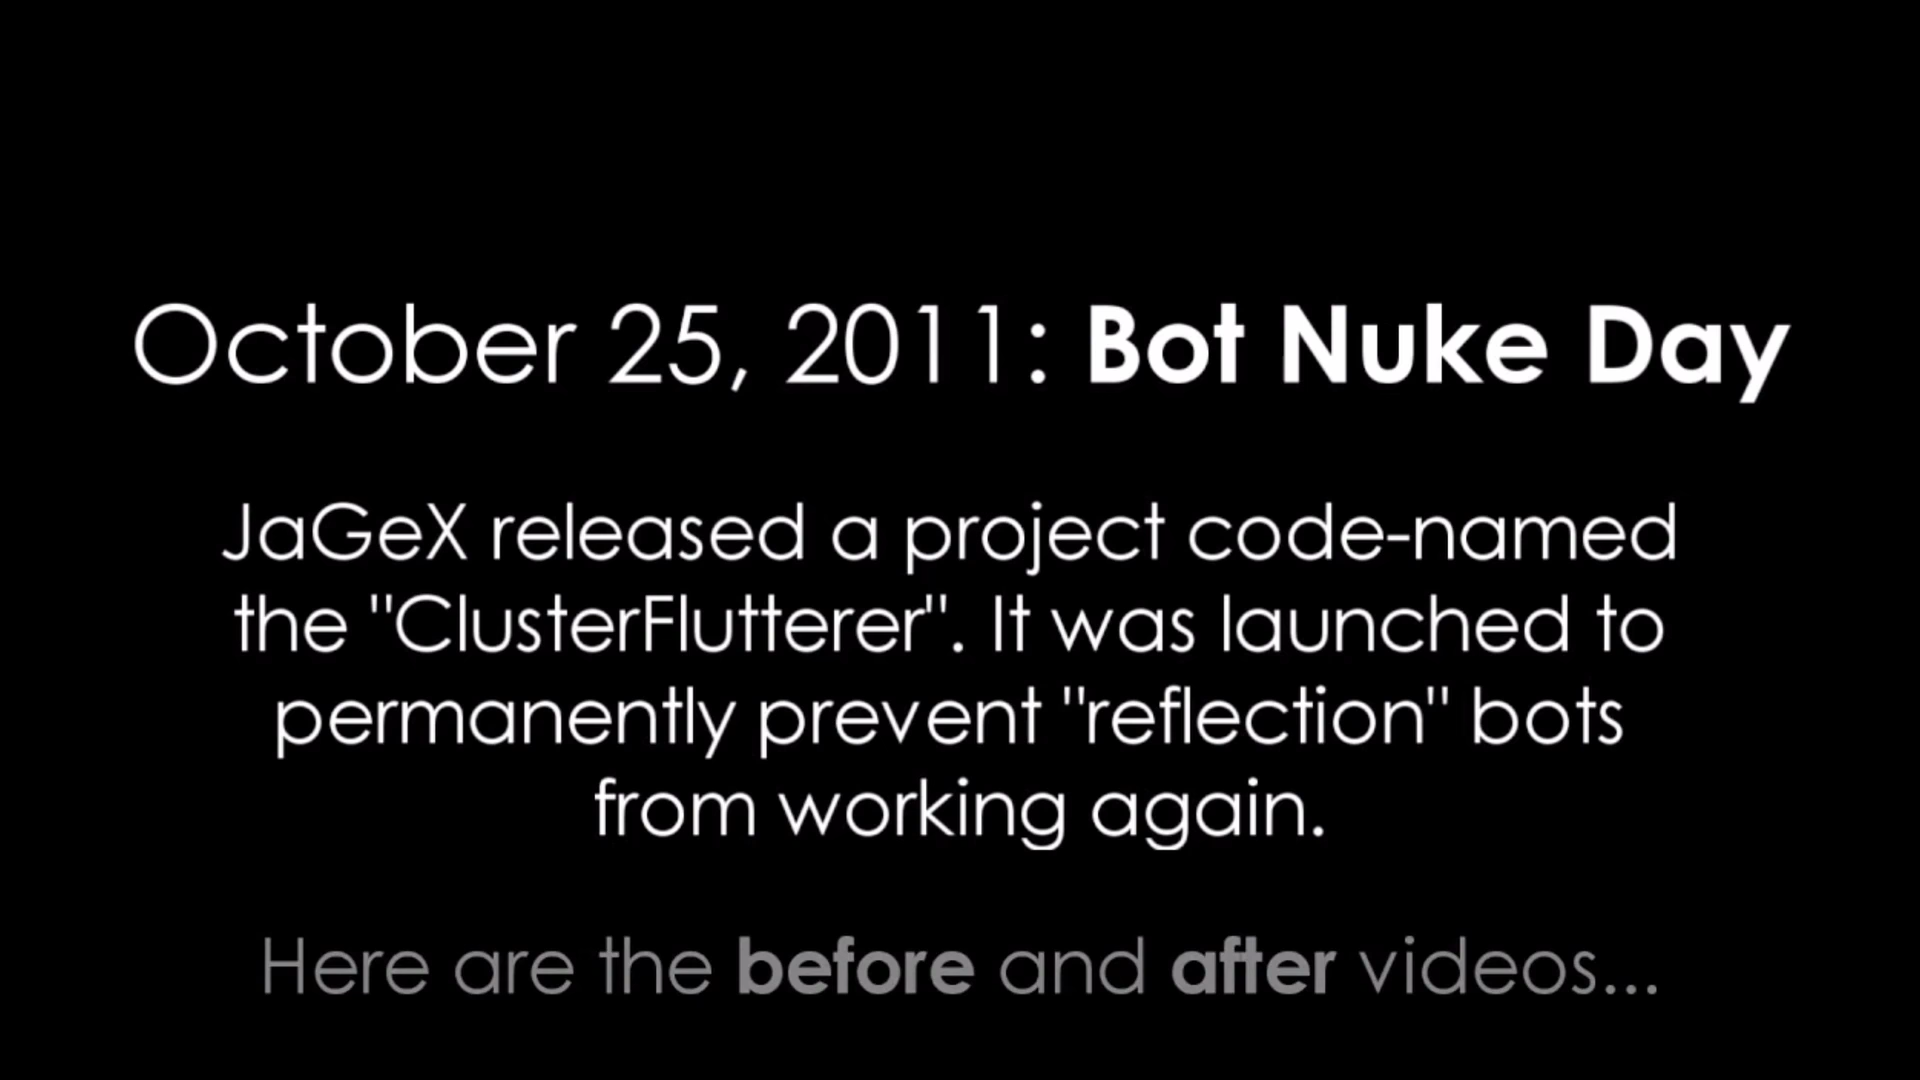 October 25, 2011: Bot Nuke Day
JaGeX released a project code-named
the "ClusterFlutterer". It was launched to
permanently prevent "reflection" bots
from working again.
Here are the before and after videos...